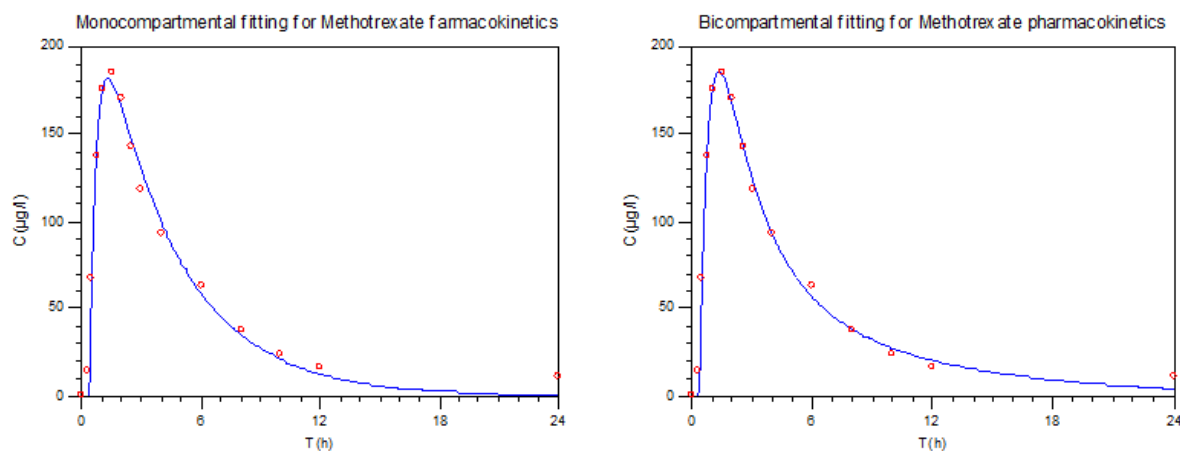 Monocompartmental fitting for Methotrexate farmacokinetics
200
150
100
50
0
C (µg/l)
0 6 12 18 24
T (h)
Bicompartmental fitting for Methotrexate pharmacokinetics
200
150
100
50
0
C (µg/l)
0 6 12 18 24
T (h)